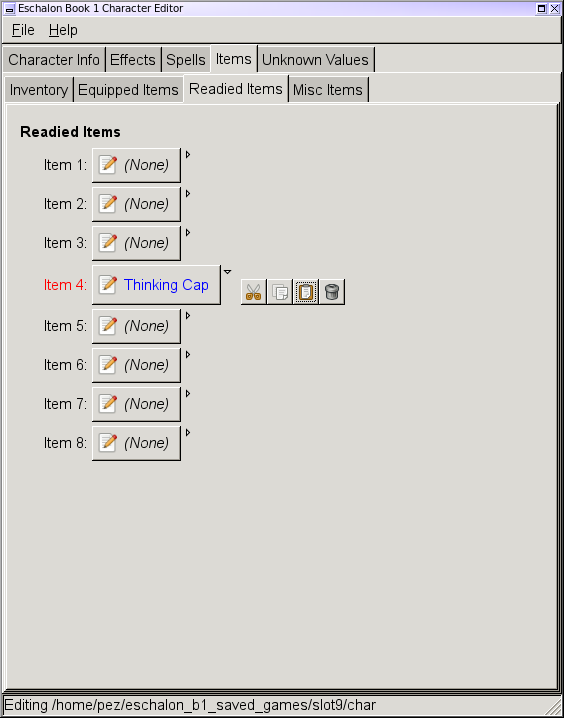 Eschalon Book 1 Character Editor
File Help
Character Info Effects Spells Items Unknown Values
Inventory Equipped Items Readied Items Misc Items
Readied Items
Item 1: (None)
Item 2: (None)
Item 3: (None)
Item 4: Thinking Cap
Item 5: (None)
Item 6: (None)
Item 7: (None)
Item 8: (None)
Editing /home/pez/eschalon_b1_saved_games/slot9/char